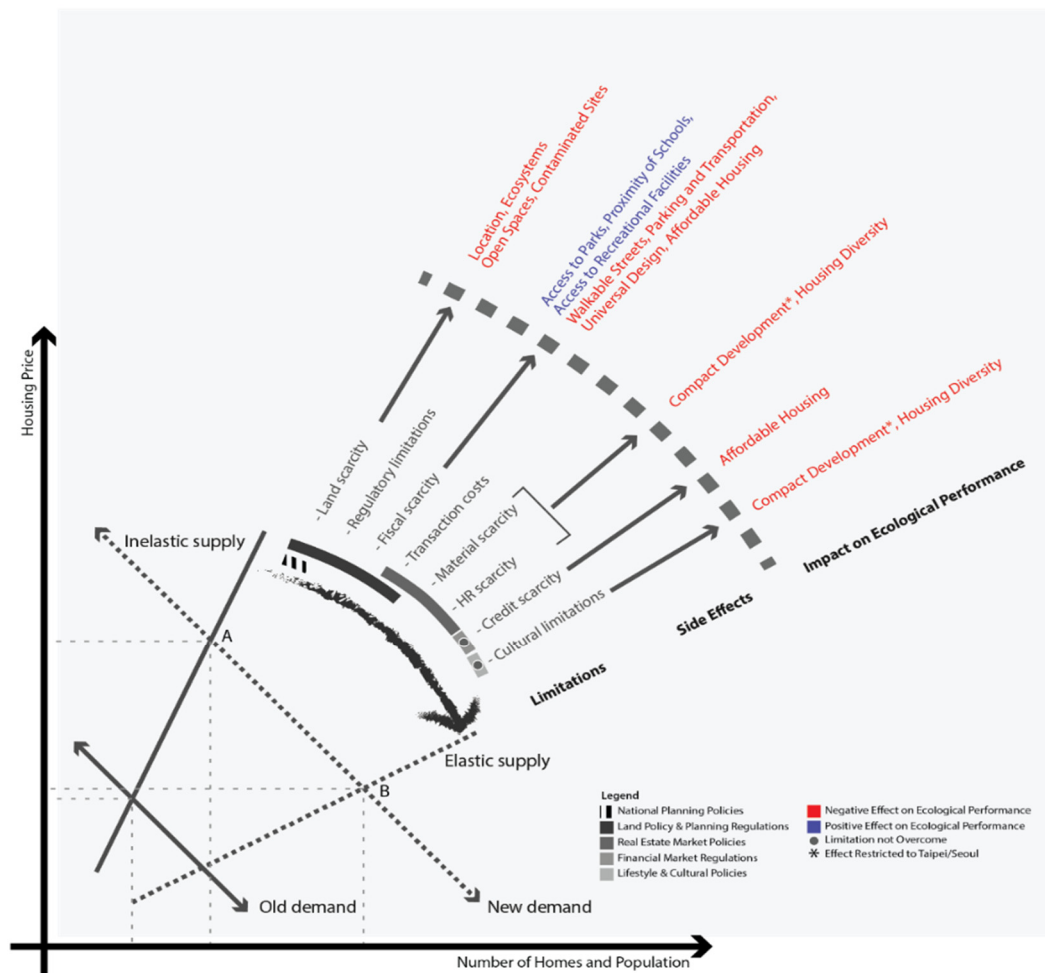 Location, Ecosystems
Open Spaces, Contaminated Sites
Access to Parks, Proximity of Schools,
Access to Recreational Facilities
Walkable Streets, Parking and Transportation,
Universal Design, Affordable Housing
Compact Development*, Housing Diversity
Affordable Housing
Compact Development*, Housing Diversity
Impact on Ecological Performance
Side Effects
Limitations
Housing Price
- Land scarcity
- Regulatory limitations
- Fiscal scarcity
- Transaction costs
- Material scarcity
- HR scarcity
- Credit scarcity
- Cultural limitations
Inelastic supply
A
Elastic supply
B
Old demand
New demand
Legend
National Planning Policies
Land Policy & Planning Regulations
Real Estate Market Policies
Financial Market Regulations
Lifestyle & Cultural Policies
Negative Effect on Ecological Performance
Positive Effect on Ecological Performance
Limitation not Overcome
* Effect Restricted to Taipei/Seoul
Number of Homes and Population